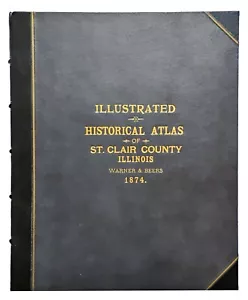 ILLUSTRATED
HISTORICAL ATLAS
OF
ST. CLAIR COUNTY
ILLINOIS
WARNER & BEERS
1874.